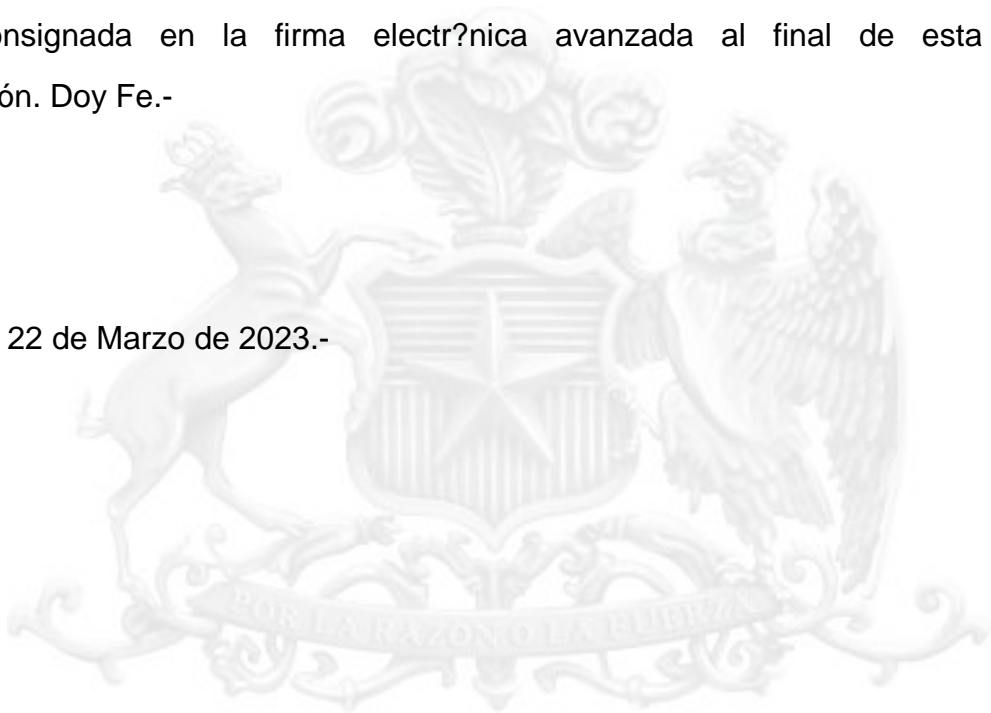 onsignada en la firma electr?nica avanzada al final de esta
ón. Doy Fe.-
22 de Marzo de 2023.-
POR LA RAZÓN O LA FUERZA